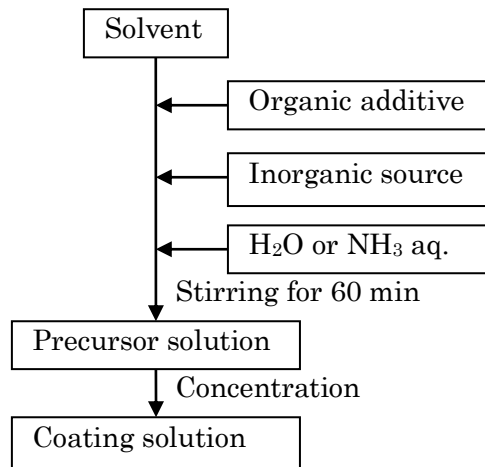 Solvent
Organic additive
Inorganic source
H₂O or NH₃ aq.
Stirring for 60 min
Precursor solution
Concentration
Coating solution